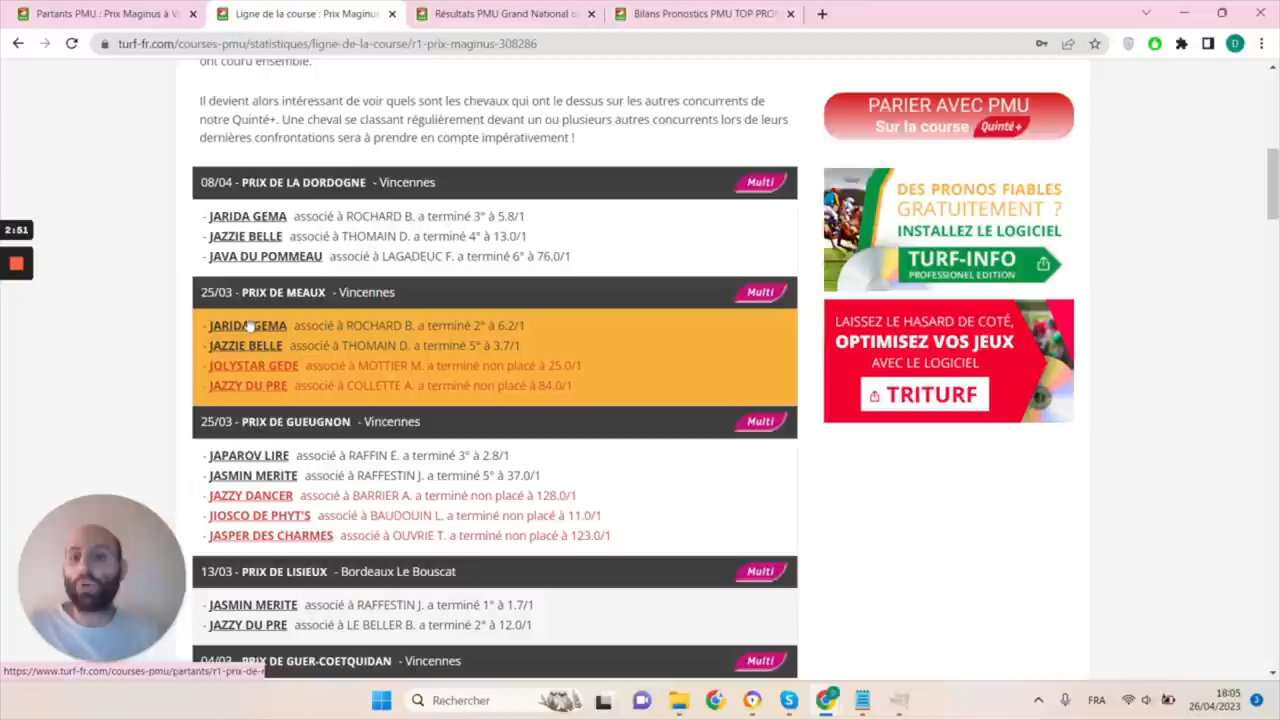 Partants PMU : Prix Maginus à V
Ligne de la course : Prix Maginus
Résultats PMU Grand National d
Bilans Pronostics PMU TOP PRO
turf-fr.com/courses-pmu/statistiques/ligne-de-la-course/r1-prix-maginus-308286
D
ont couru ensemble.
Il devient alors intéressant de voir quels sont les chevaux qui ont le dessus sur les autres concurrents de
notre Quinté+. Une cheval se classant régulièrement devant un ou plusieurs autres concurrents lors de leurs
dernières confrontations sera à prendre en compte impérativement !
08/04 - PRIX DE LA DORDOGNE - Vincennes Multi
- JARIDA GEMA associé à ROCHARD B. a terminé 3° à 5.8/1
- JAZZIE BELLE associé à THOMAIN D. a terminé 4° à 13.0/1
- JAVA DU POMMEAU associé à LAGADEUC F. a terminé 6° à 76.0/1
25/03 - PRIX DE MEAUX - Vincennes Multi
- JARIDA GEMA associé à ROCHARD B. a terminé 2° à 6.2/1
- JAZZIE BELLE associé à THOMAIN D. a terminé 5° à 3.7/1
- JOLYSTAR GEDE associé à MOTTIER M. a terminé non placé à 25.0/1
- JAZZY DU PRE associé à COLLETTE A. a terminé non placé à 84.0/1
25/03 - PRIX DE GUEUGNON - Vincennes Multi
- JAPAROV LIRE associé à RAFFIN E. a terminé 3° à 2.8/1
- JASMIN MERITE associé à RAFFESTIN J. a terminé 5° à 37.0/1
- JAZZY DANCER associé à BARRIER A. a terminé non placé à 128.0/1
- JIOSCO DE PHYT'S associé à BAUDOUIN L. a terminé non placé à 11.0/1
- JASPER DES CHARMES associé à OUVRIE T. a terminé non placé à 123.0/1
13/03 - PRIX DE LISIEUX - Bordeaux Le Bouscat Multi
- JASMIN MERITE associé à RAFFESTIN J. a terminé 1° à 1.7/1
- JAZZY DU PRE associé à LE BELLER B. a terminé 2° à 12.0/1
04/03 - PRIX DE GUER-COETQUIDAN - Vincennes Multi
PARIER AVEC PMU
Sur la course Quinté+
DES PRONOS FIABLES
GRATUITEMENT ?
INSTALLEZ LE LOGICIEL
TURF-INFO
PROFESSIONEL EDITION
LAISSEZ LE HASARD DE COTÉ,
OPTIMISEZ VOS JEUX
AVEC LE LOGICIEL
TRITURF
2:51
https://www.turf-fr.com/courses-pmu/partants/r1-prix-de-
Rechercher
FRA
18:05
26/04/2023
3